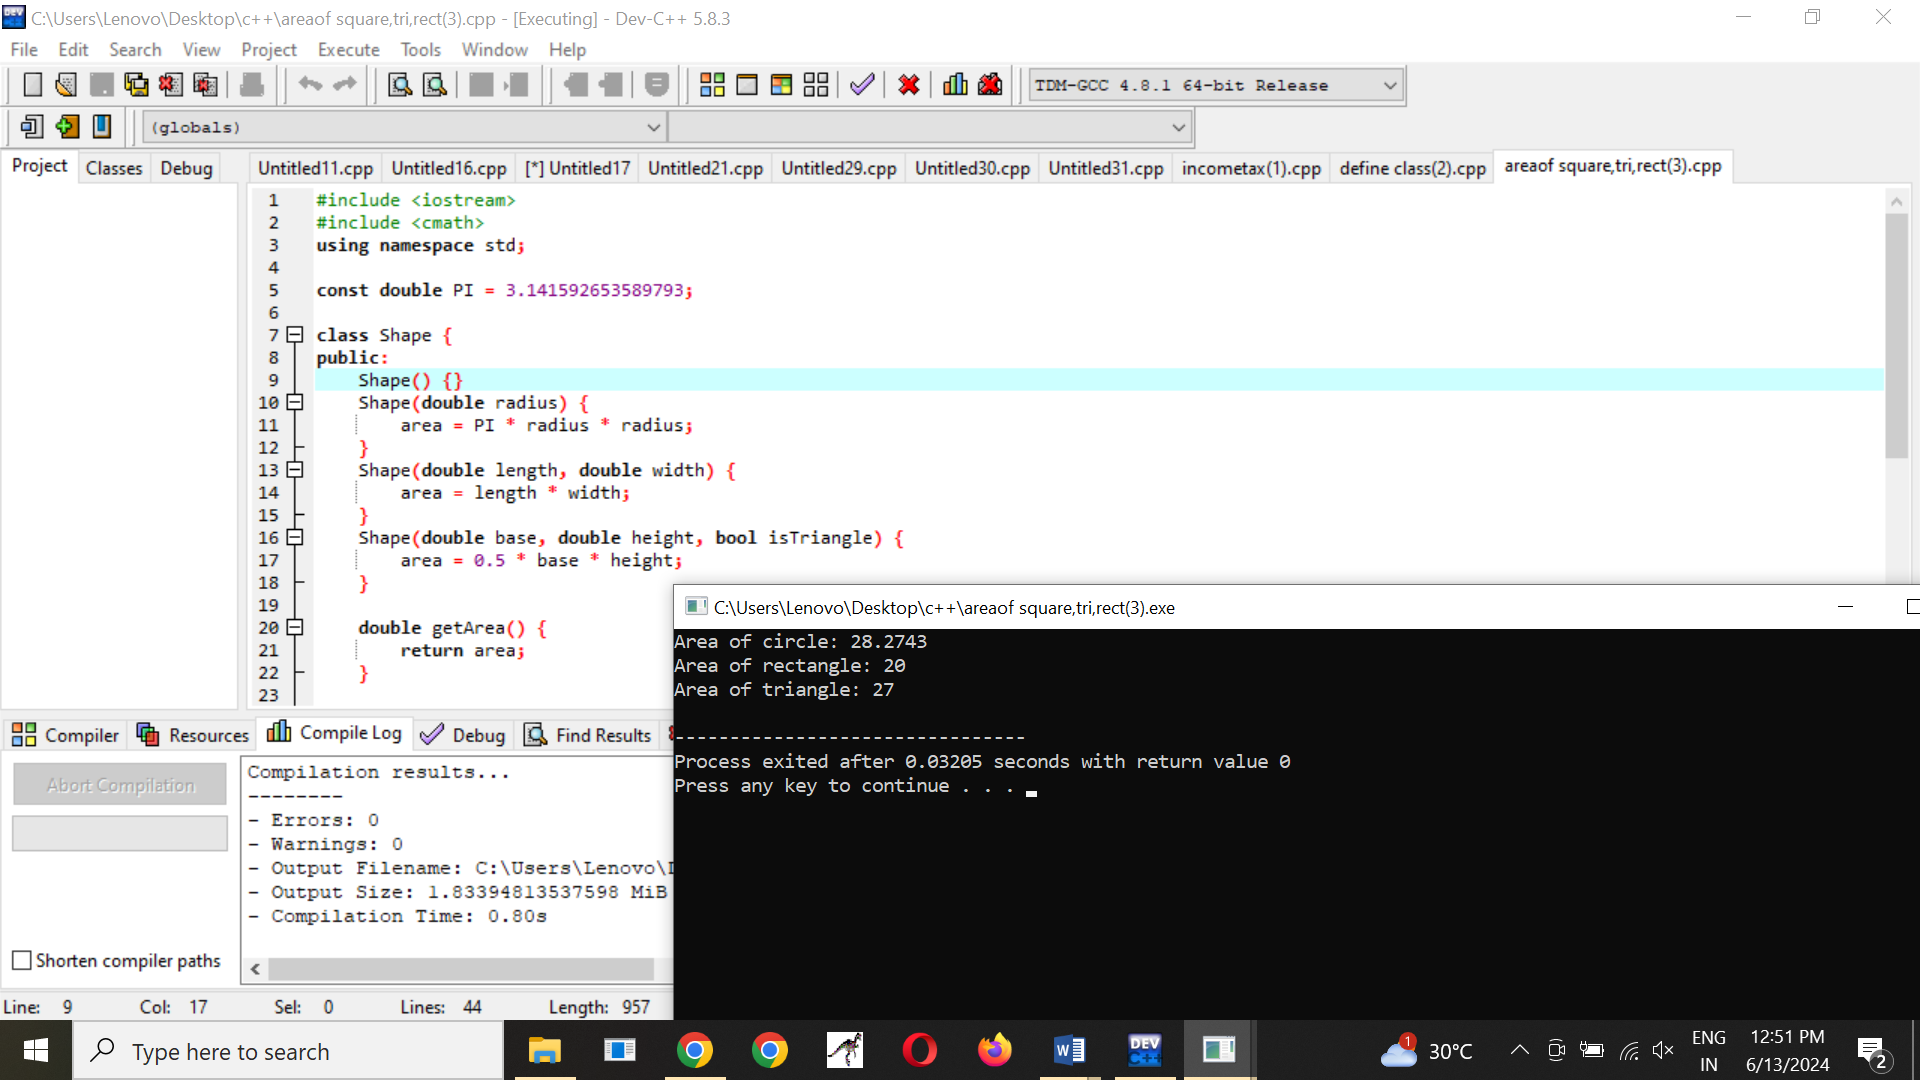 C:\Users\Lenovo\Desktop\c++\areaof square,tri,rect(3).cpp - [Executing] - Dev-C++ 5.8.3
File Edit Search View Project Execute Tools Window Help
TDM-GCC 4.8.1 64-bit Release
(globals)
Project Classes Debug
Untitled11.cpp Untitled16.cpp [*] Untitled17 Untitled21.cpp Untitled29.cpp Untitled30.cpp Untitled31.cpp incometax(1).cpp define class(2).cpp areaof square,tri,rect(3).cpp
1 #include <iostream>
2 #include <cmath>
3 using namespace std;
4
5 const double PI = 3.141592653589793;
6
7 class Shape {
8 public:
9 Shape() {}
10 Shape(double radius) {
11 area = PI * radius * radius;
12 }
13 Shape(double length, double width) {
14 area = length * width;
15 }
16 Shape(double base, double height, bool isTriangle) {
17 area = 0.5 * base * height;
18 }
19
20 double getArea() {
21 return area;
22 }
23
C:\Users\Lenovo\Desktop\c++\areaof square,tri,rect(3).exe
Area of circle: 28.2743
Area of rectangle: 20
Area of triangle: 27
--------------------------------
Process exited after 0.03205 seconds with return value 0
Press any key to continue . . .
Compiler Resources Compile Log Debug Find Results
Abort Compilation
Shorten compiler paths
Compilation results...
--------
- Errors: 0
- Warnings: 0
- Output Filename: C:\Users\Lenovo\
- Output Size: 1.83394813537598 MiB
- Compilation Time: 0.80s
Line: 9 Col: 17 Sel: 0 Lines: 44 Length: 957
Type here to search
DEV C++
W
1
30°C
ENG
IN
12:51 PM
6/13/2024
2